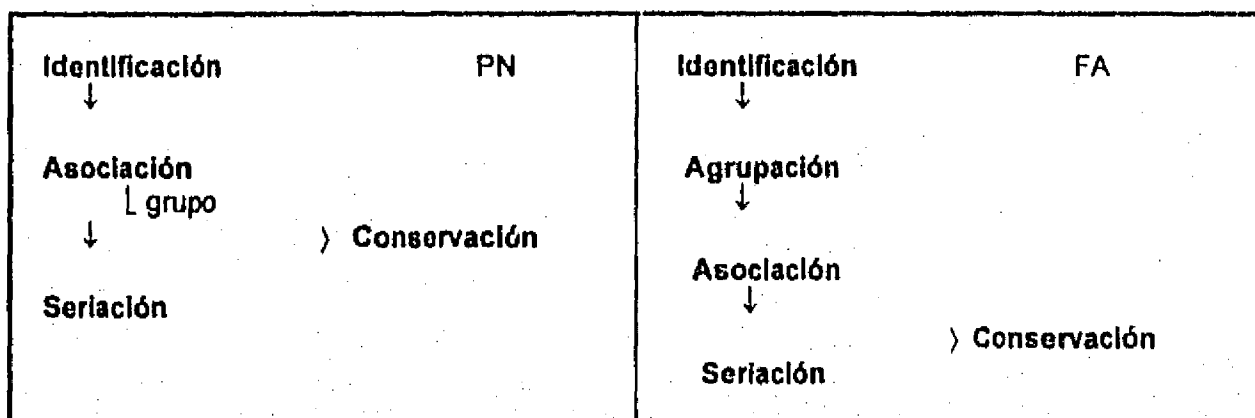 Identificación PN
↓
Asociación
└ grupo
↓
⟩ Conservación
Seriación
Identificación FA
↓
Agrupación
↓
Asociación
↓
⟩ Conservación
Seriación